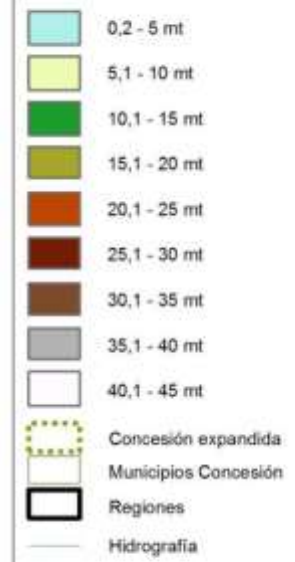 0,2 - 5 mt
5,1 - 10 mt
10,1 - 15 mt
15,1 - 20 mt
20,1 - 25 mt
25,1 - 30 mt
30,1 - 35 mt
35,1 - 40 mt
40,1 - 45 mt
Concesión expandida
Municipios Concesión
Regiones
Hidrografía